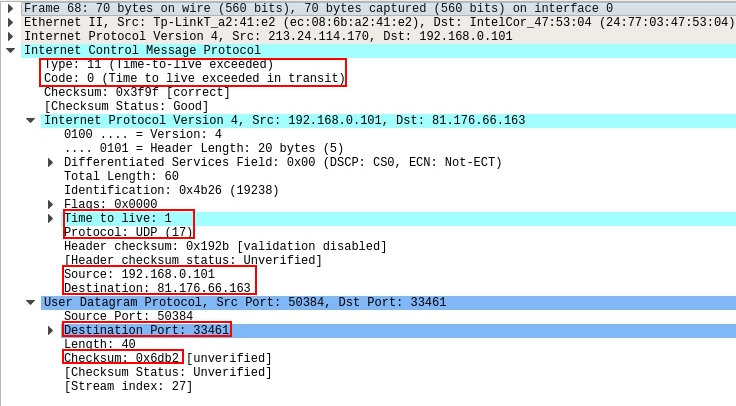 Frame 68: 70 bytes on wire (560 bits), 70 bytes captured (560 bits) on interface 0
Ethernet II, Src: Tp-LinkT_a2:41:e2 (ec:08:6b:a2:41:e2), Dst: IntelCor_47:53:04 (24:77:03:47:53:04)
Internet Protocol Version 4, Src: 213.24.114.170, Dst: 192.168.0.101
Internet Control Message Protocol
Type: 11 (Time-to-live exceeded)
Code: 0 (Time to live exceeded in transit)
Checksum: 0x3f9f [correct]
[Checksum Status: Good]
Internet Protocol Version 4, Src: 192.168.0.101, Dst: 81.176.66.163
0100 .... = Version: 4
.... 0101 = Header Length: 20 bytes (5)
Differentiated Services Field: 0x00 (DSCP: CS0, ECN: Not-ECT)
Total Length: 60
Identification: 0x4b26 (19238)
Flags: 0x0000
Time to live: 1
Protocol: UDP (17)
Header checksum: 0x192b [validation disabled]
[Header checksum status: Unverified]
Source: 192.168.0.101
Destination: 81.176.66.163
User Datagram Protocol, Src Port: 50384, Dst Port: 33461
Source Port: 50384
Destination Port: 33461
Length: 40
Checksum: 0x6db2 [unverified]
[Checksum Status: Unverified]
[Stream index: 27]